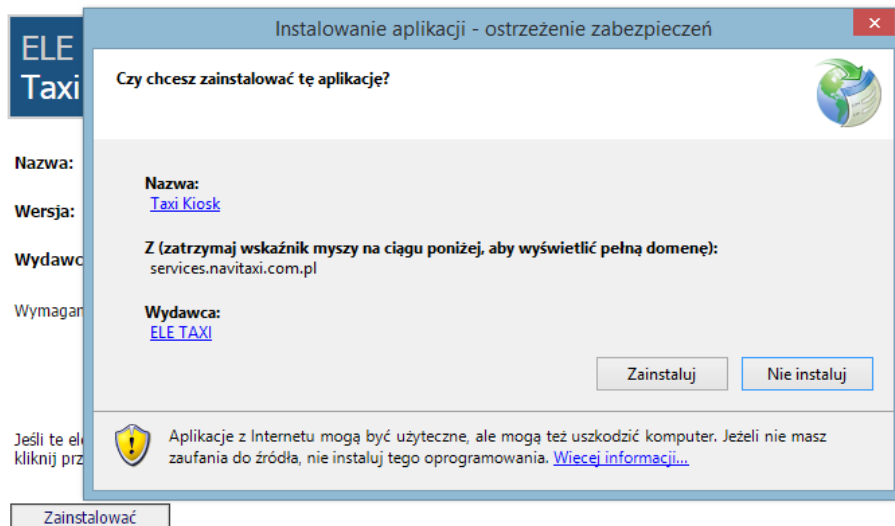 Instalowanie aplikacji - ostrzeżenie zabezpieczeń
ELE
Taxi
Czy chcesz zainstalować tę aplikację?
Nazwa:
Nazwa:
Taxi Kiosk
Wersja:
Z (zatrzymaj wskaźnik myszy na ciągu poniżej, aby wyświetlić pełną domenę):
services.navitaxi.com.pl
Wydawc
Wymagan
Wydawca:
ELE TAXI
Zainstaluj
Nie instaluj
Jeśli te ele
kliknij prz
Aplikacje z Internetu mogą być użyteczne, ale mogą też uszkodzić komputer. Jeżeli nie masz
zaufania do źródła, nie instaluj tego oprogramowania. Więcej informacji...
Zainstalować